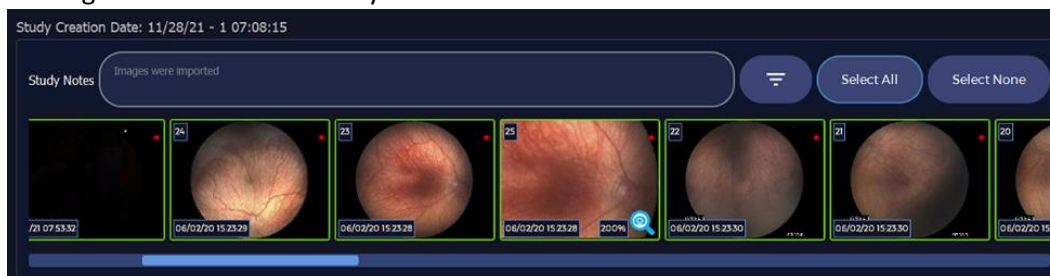 Study Creation Date: 11/28/21 - 1 07:08:15
Study Notes
Images were imported
Select All
Select None
24
23
25
22
21
20
/21 07 53:32
06/02/20 15:23:29
06/02/20 15:23:28
06/02/20 15:23:28
200%
06/02/20 15:23:30
06/02/20 15:23:30
06/02/20 15